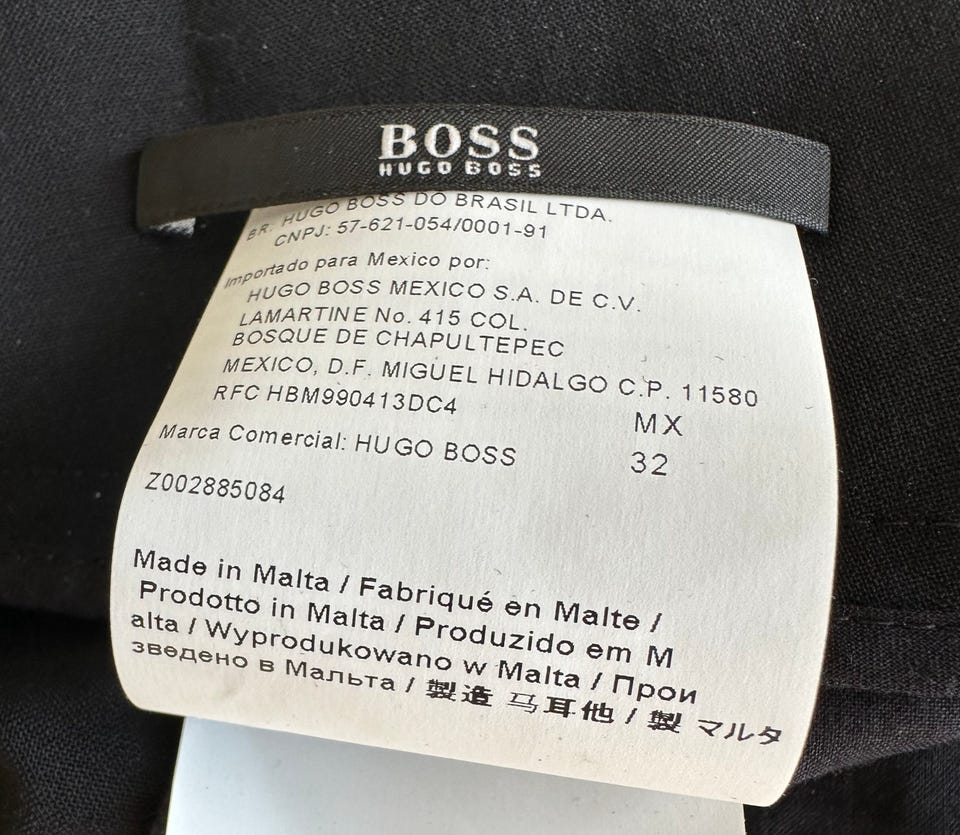 BOSS
HUGO BOSS
BR. HUGO BOSS DO BRASIL LTDA.
CNPJ: 57-621-054/0001-91
Importado para Mexico por:
HUGO BOSS MEXICO S.A. DE C.V.
LAMARTINE No. 415 COL.
BOSQUE DE CHAPULTEPEC
MEXICO, D.F. MIGUEL HIDALGO C.P. 11580
RFC HBM990413DC4
MX
Marca Comercial: HUGO BOSS
32
Z002885084
Made in Malta / Fabriqué en Malte /
Prodotto in Malta / Produzido em M
alta / Wyprodukowano w Malta / Прои
зведено в Мальта / 製造 马耳他 / 製 マルタ